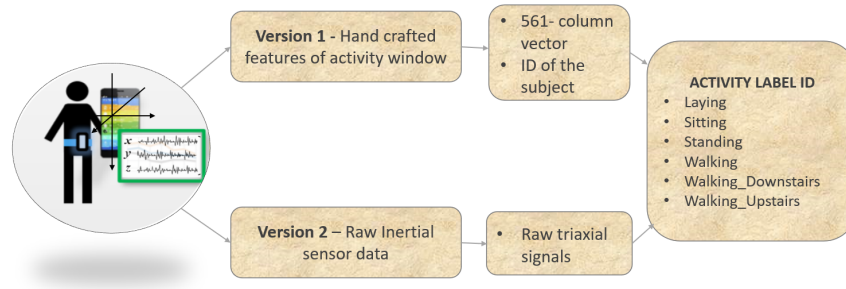 x
y
z
Version 1 - Hand crafted
features of activity window
• 561- column
vector
• ID of the
subject
ACTIVITY LABEL ID
• Laying
• Sitting
• Standing
• Walking
• Walking_Downstairs
• Walking_Upstairs
Version 2 – Raw Inertial
sensor data
• Raw triaxial
signals